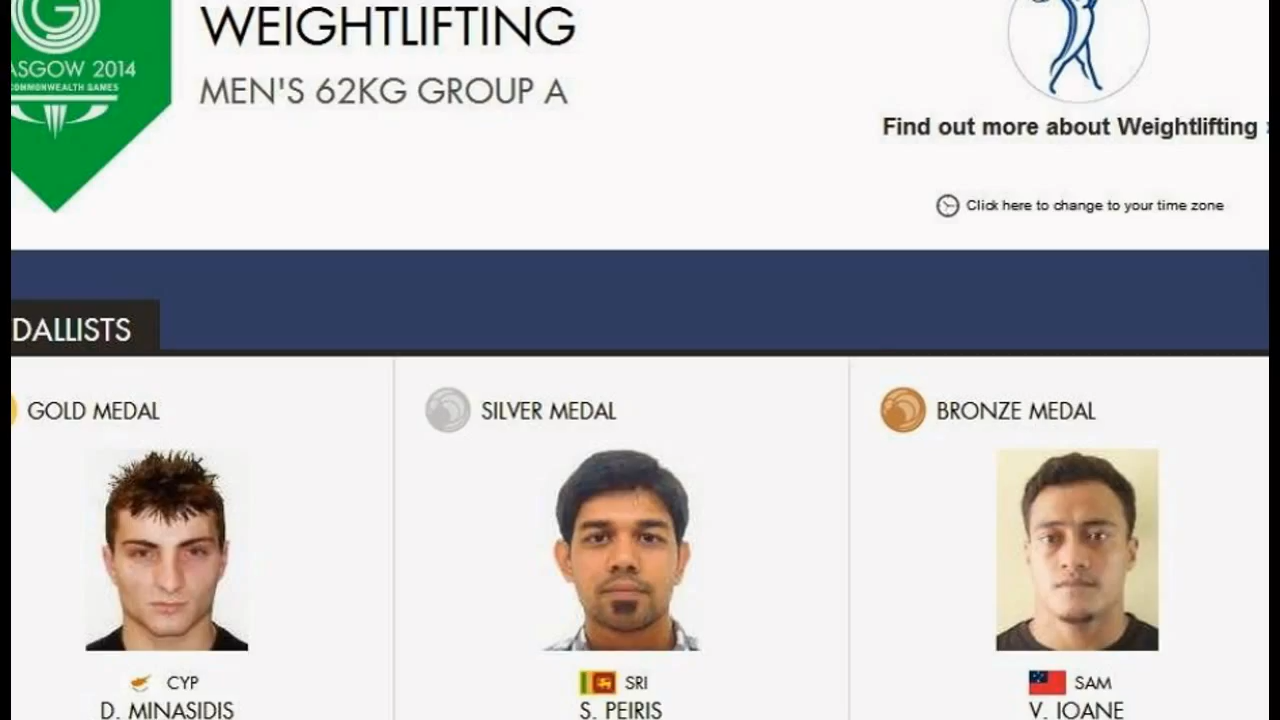 WEIGHTLIFTING
ASGOW 2014
COMMONWEALTH GAMES
MEN'S 62KG GROUP A
Find out more about Weightlifting
Click here to change to your time zone
DALLISTS
GOLD MEDAL
SILVER MEDAL
BRONZE MEDAL
CYP
D. MINASIDIS
SRI
S. PEIRIS
SAM
V. IOANE